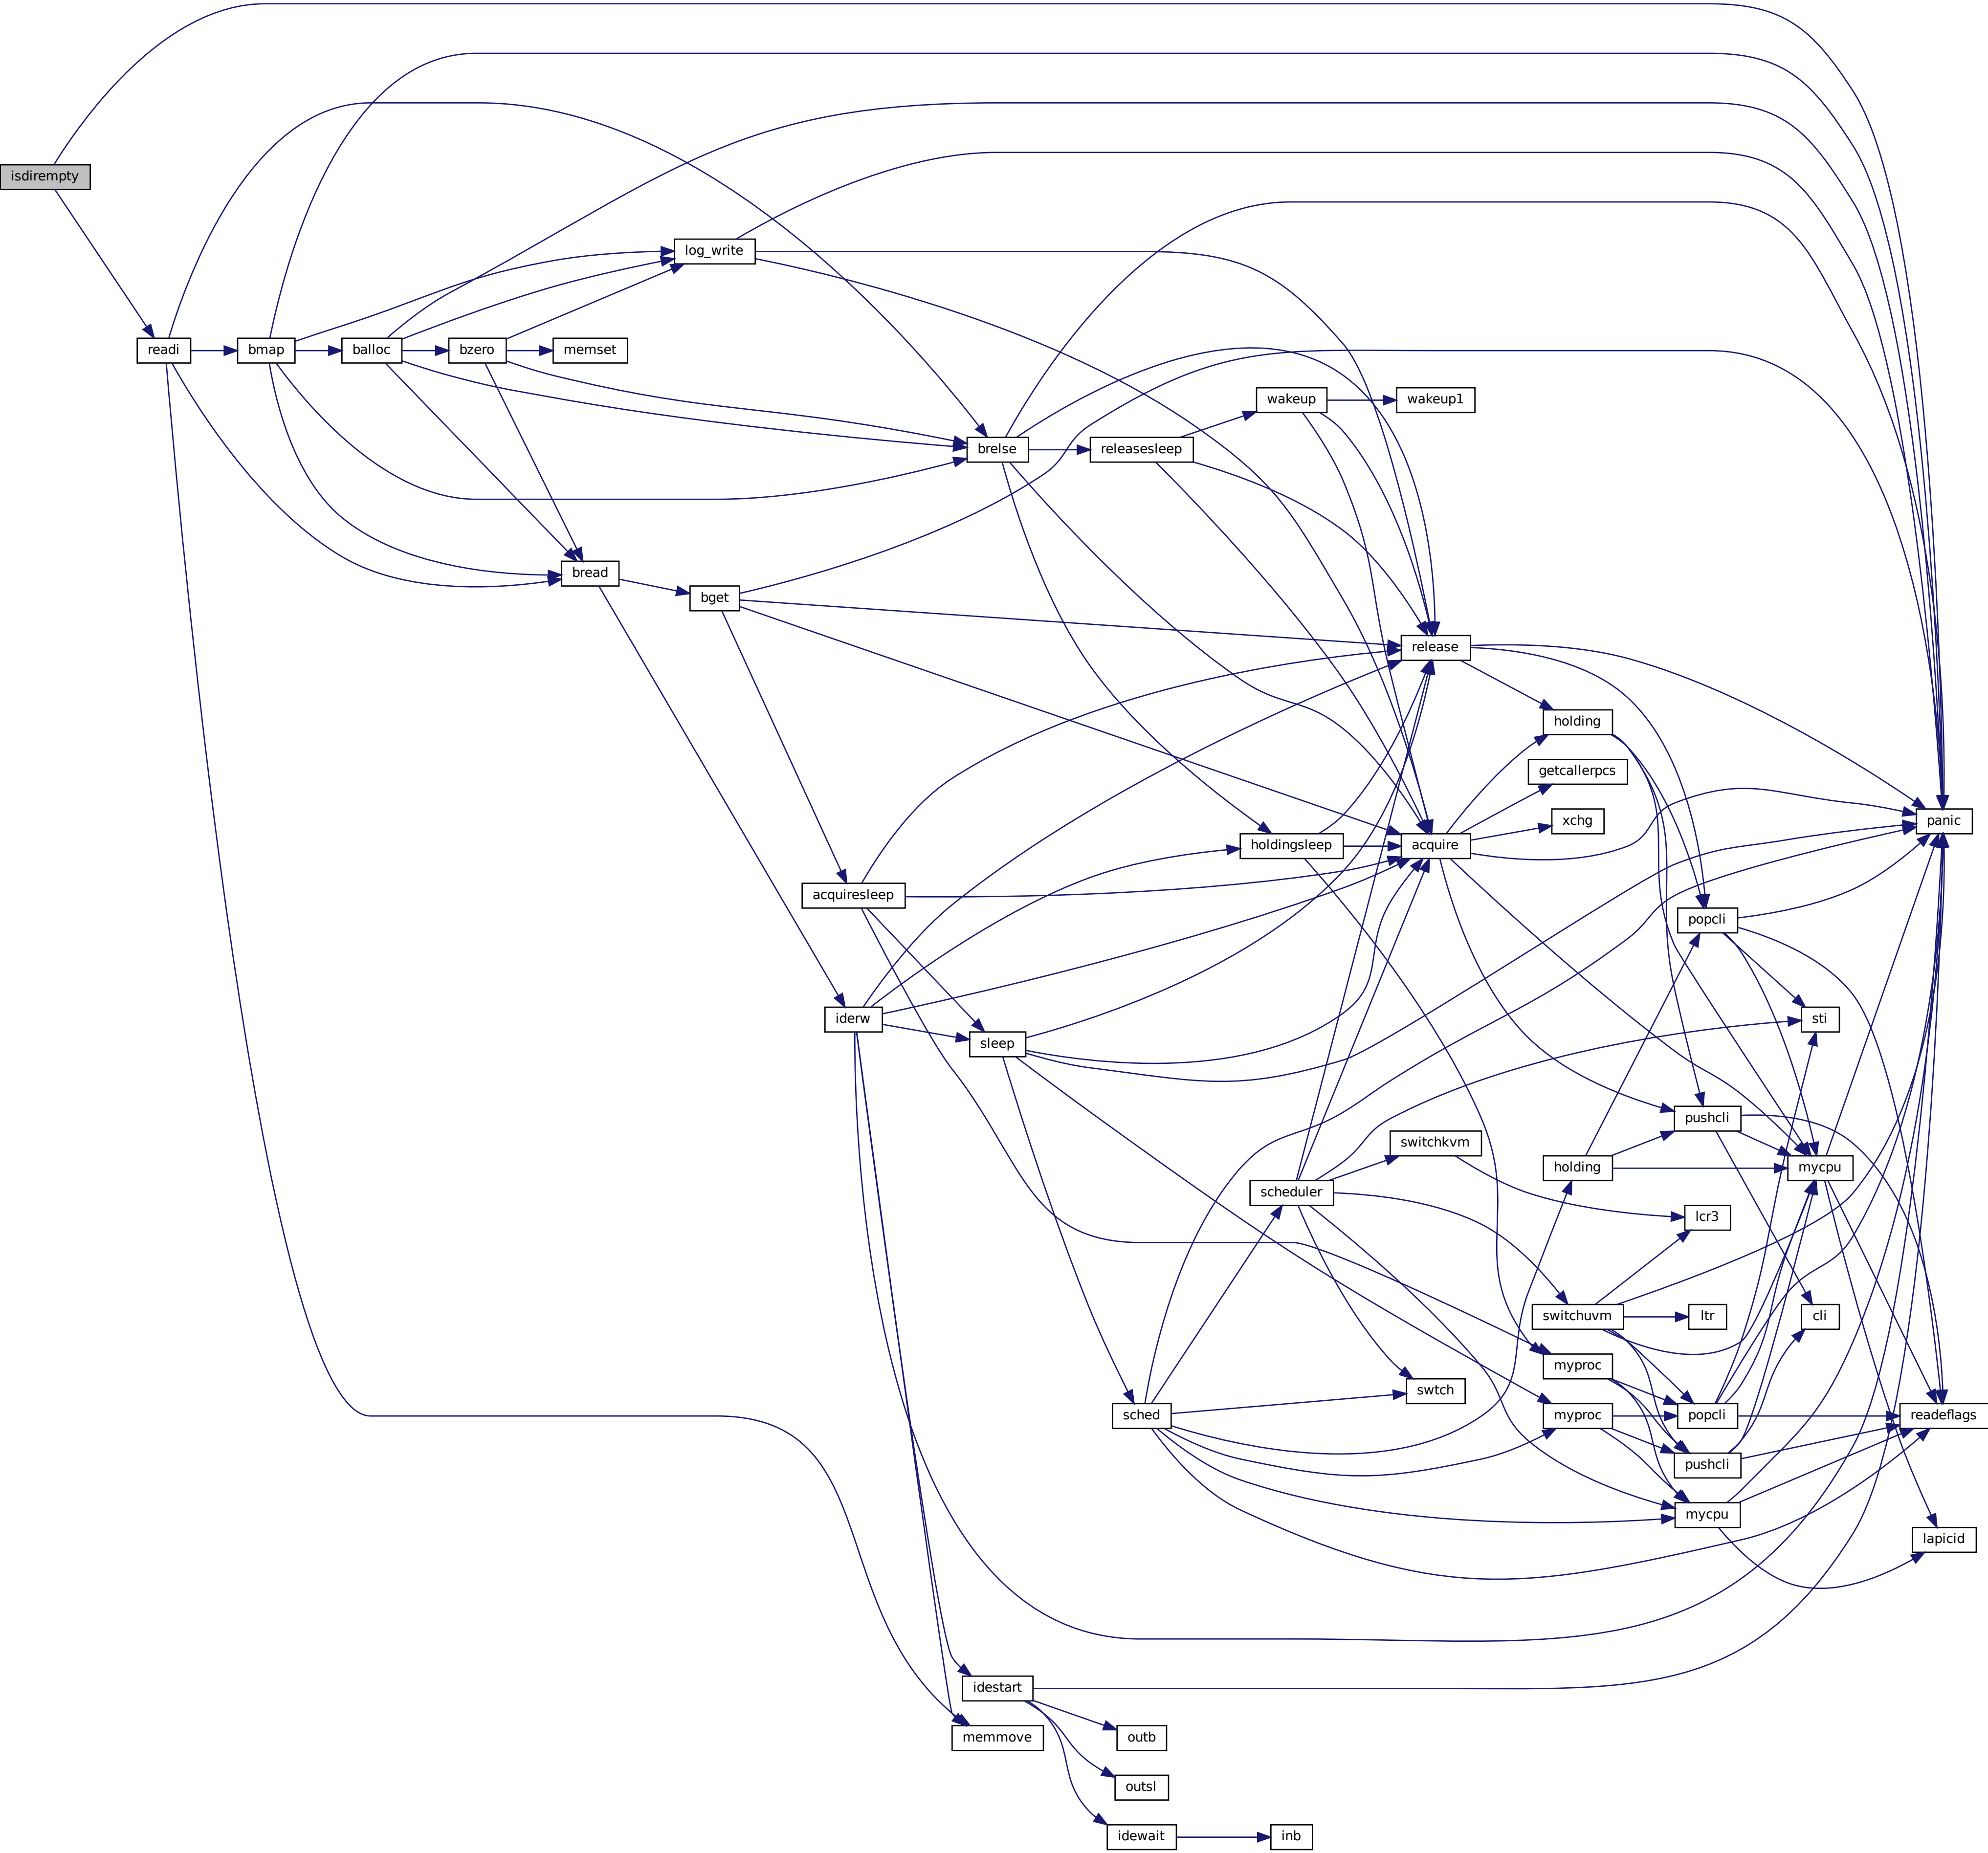 isdirempty
log_write
readi
bmap
balloc
bzero
memset
wakeup
wakeup1
brelse
releasesleep
bread
bget
release
holding
getcallerpcs
xchg
panic
holdingsleep
acquire
acquiresleep
popcli
iderw
sti
sleep
pushcli
switchkvm
holding
mycpu
scheduler
lcr3
switchuvm
ltr
cli
myproc
swtch
sched
myproc
popcli
readeflags
pushcli
mycpu
lapicid
idestart
memmove
outb
outsl
idewait
inb